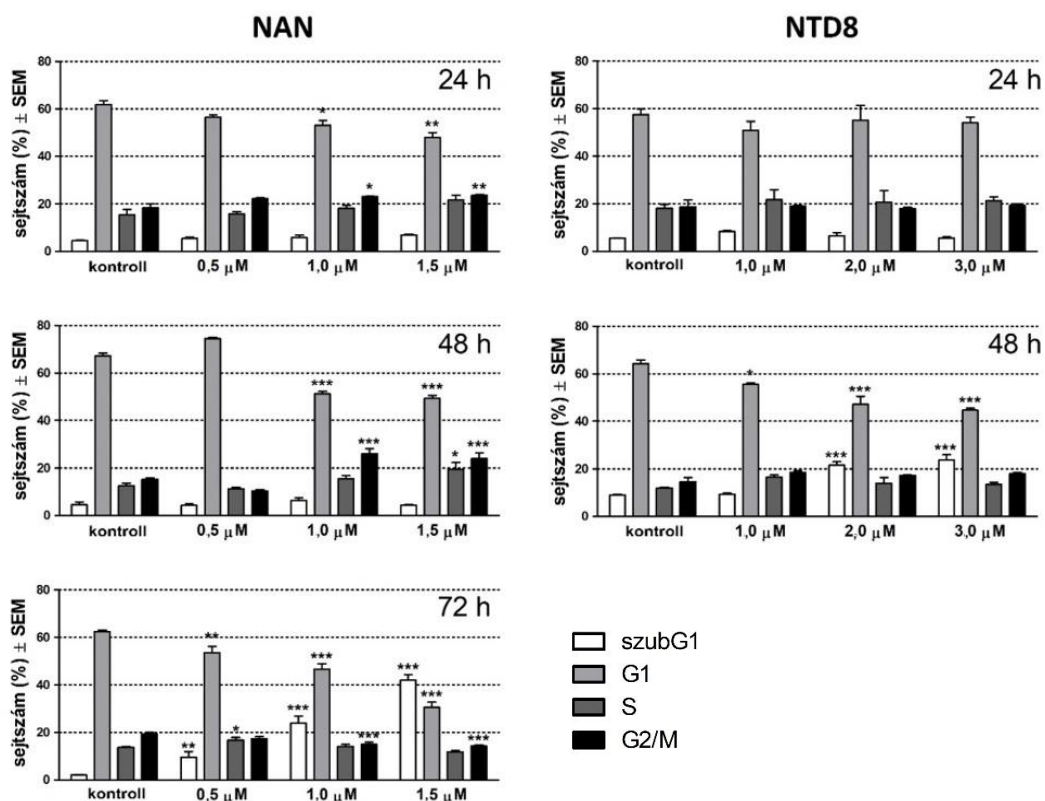 NAN
NTD8
sejtszám (%) ± SEM
80
60
40
20
0
24 h
*
**
*
**
kontroll 0,5 µM 1,0 µM 1,5 µM
sejtszám (%) ± SEM
80
60
40
20
0
24 h
kontroll 1,0 µM 2,0 µM 3,0 µM
sejtszám (%) ± SEM
80
60
40
20
0
48 h
***
***
***
* ***
kontroll 0,5 µM 1,0 µM 1,5 µM
sejtszám (%) ± SEM
80
60
40
20
0
48 h
*
***
***
***
***
kontroll 1,0 µM 2,0 µM 3,0 µM
sejtszám (%) ± SEM
80
60
40
20
0
72 h
**
***
***
***
***
**
*
***
***
kontroll 0,5 µM 1,0 µM 1,5 µM
szubG1
G1
S
G2/M